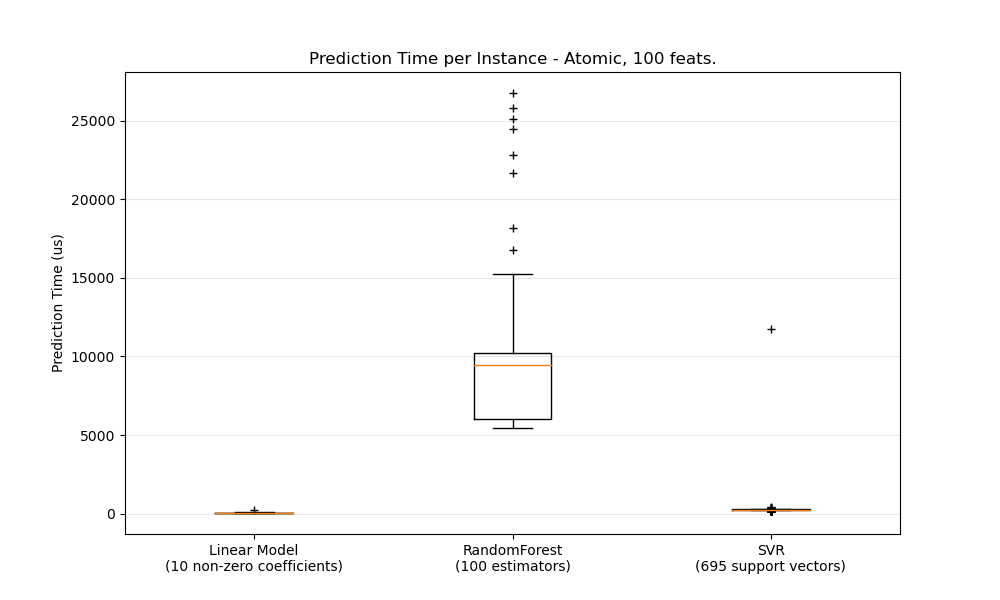 Prediction Time per Instance - Atomic, 100 feats.
Prediction Time (us)
25000
20000
15000
10000
5000
0
Linear Model
(10 non-zero coefficients)
RandomForest
(100 estimators)
SVR
(695 support vectors)